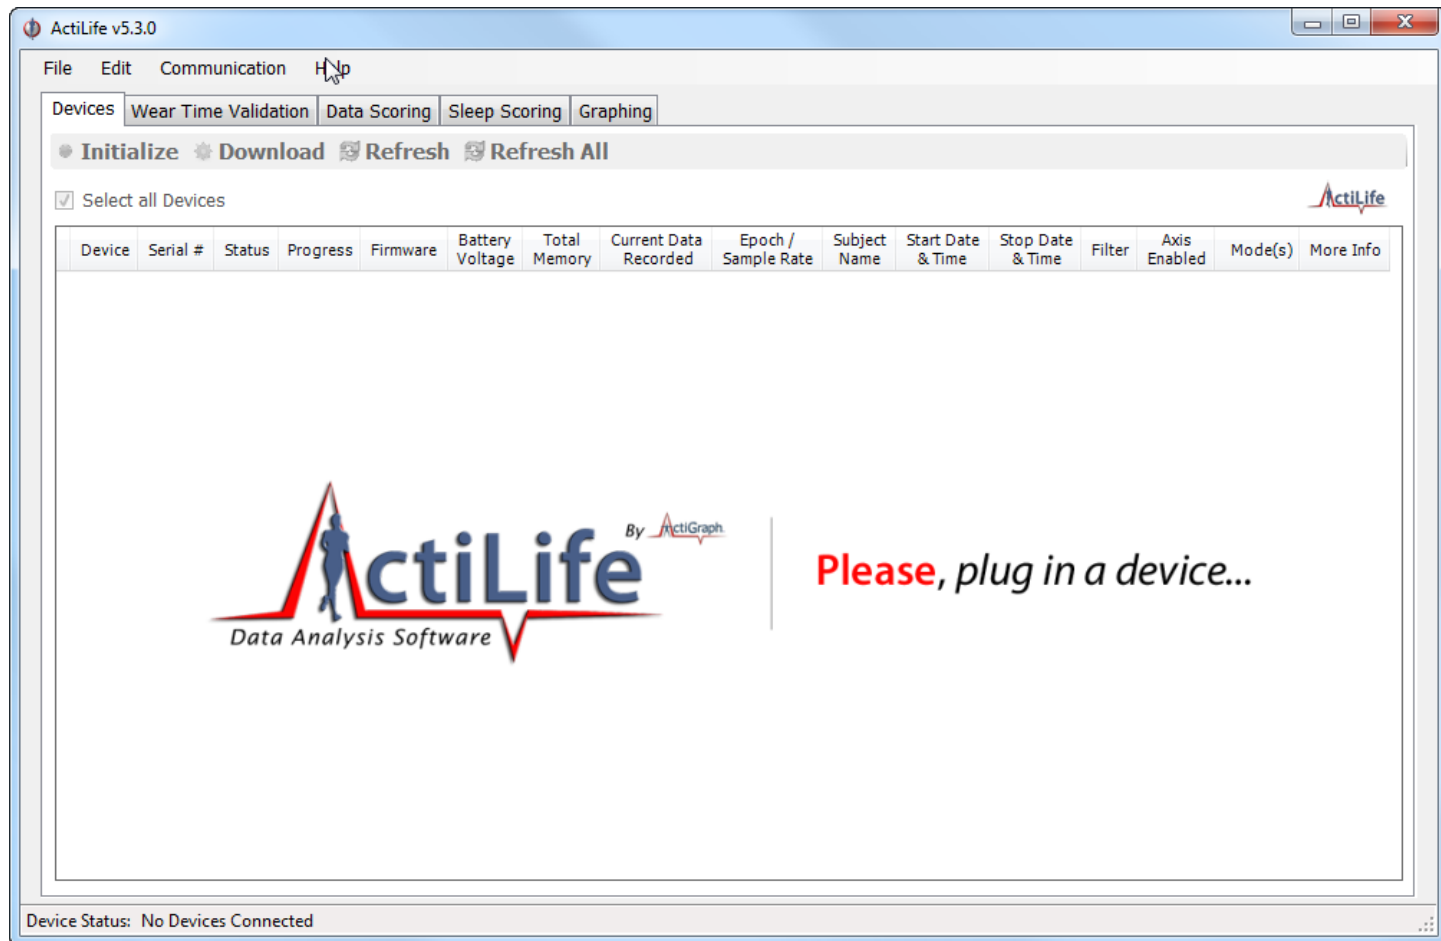 ActiLife v5.3.0
File Edit Communication Help
Devices Wear Time Validation Data Scoring Sleep Scoring Graphing
Initialize Download Refresh Refresh All
Select all Devices
ActiLife
Device Serial # Status Progress Firmware Battery Voltage Total Memory Current Data Recorded Epoch / Sample Rate Subject Name Start Date & Time Stop Date & Time Filter Axis Enabled Mode(s) More Info
By ActiGraph
ActiLife
Data Analysis Software
Please, plug in a device...
Device Status: No Devices Connected